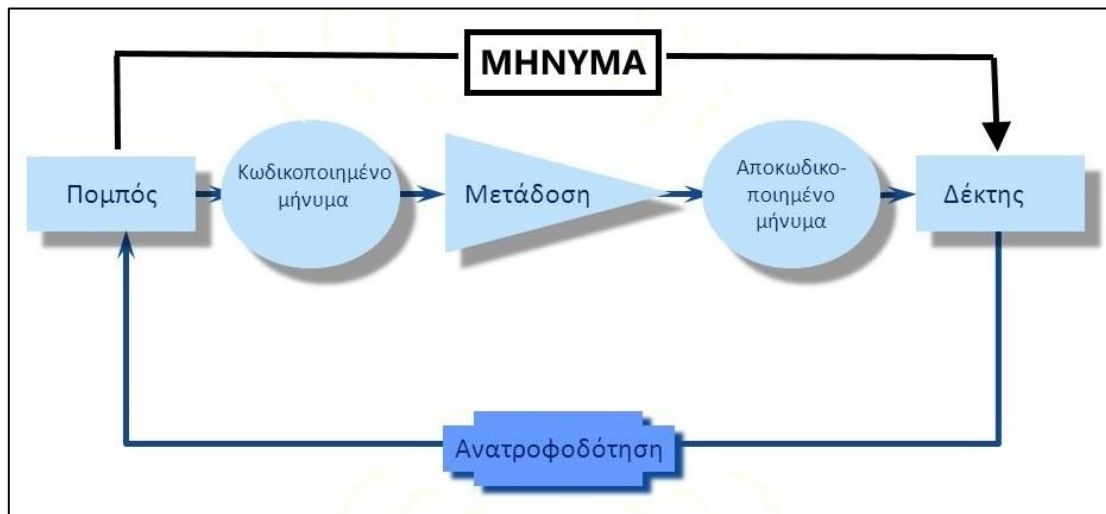 ΜΗΝΥΜΑ
Πομπός
Κωδικοποιημένο
μήνυμα
Μετάδοση
Αποκωδικο-
ποιημένο
μήνυμα
Δέκτης
Ανατροφοδότηση